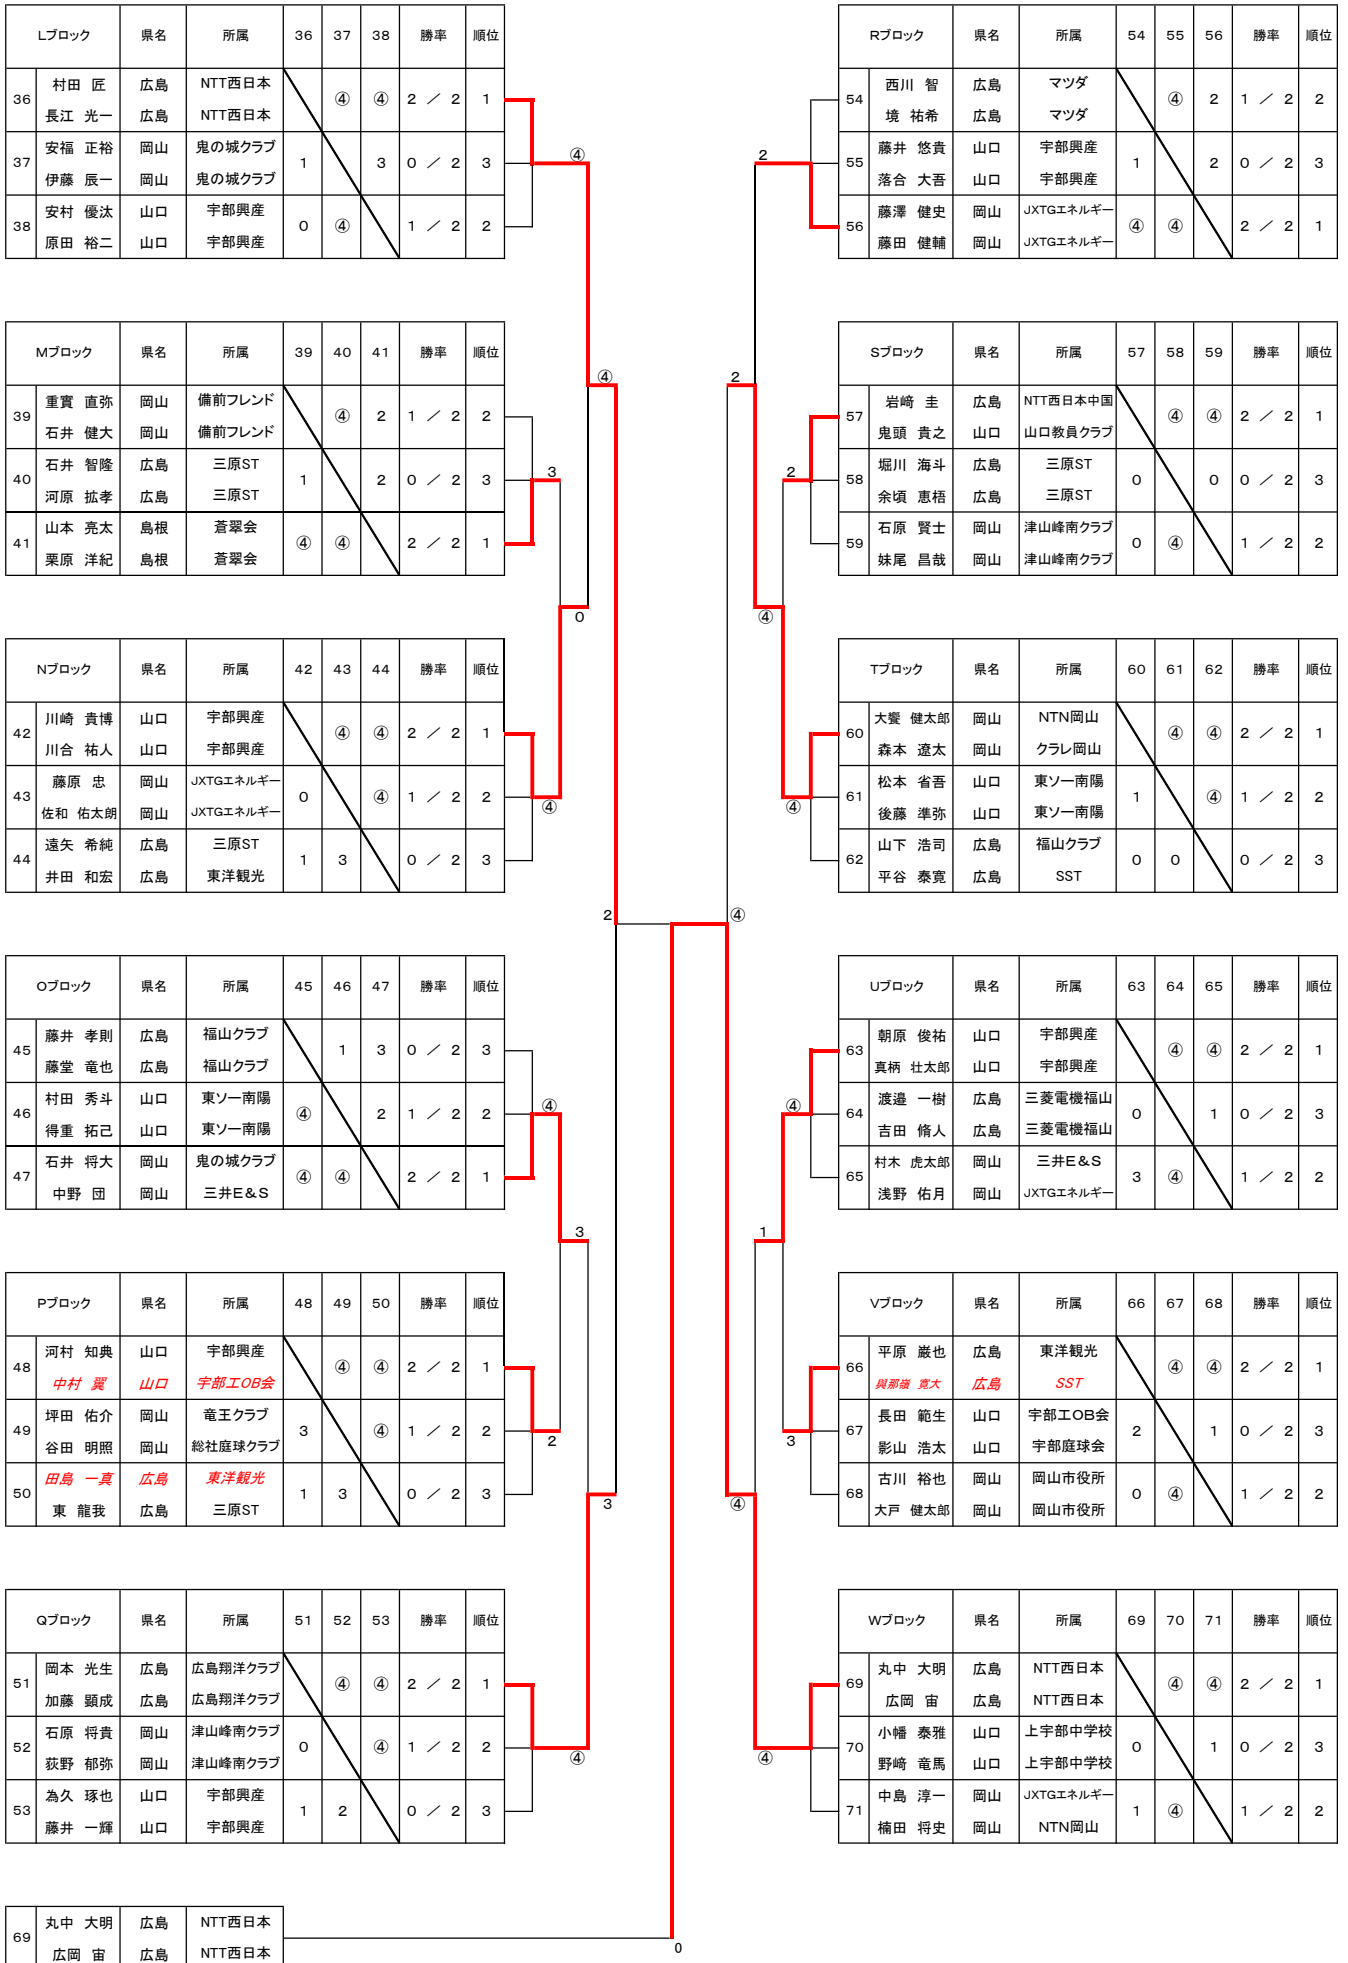 Lブロック 県名 所属 36 37 38 勝率 順位
36 村田 匠 広島 NTT西日本 ④ ④ 2 ／ 2 1
長江 光一 広島 NTT西日本
37 安福 正裕 岡山 鬼の城クラブ 1 3 0 ／ 2 3
伊藤 辰一 岡山 鬼の城クラブ
38 安村 優汰 山口 宇部興産 0 ④ 1 ／ 2 2
原田 裕二 山口 宇部興産
④
Mブロック 県名 所属 39 40 41 勝率 順位
39 重實 直弥 岡山 備前フレンド ④ 2 1 ／ 2 2
石井 健大 岡山 備前フレンド
40 石井 智隆 広島 三原ST 1 2 0 ／ 2 3
河原 拡孝 広島 三原ST
41 山本 亮太 島根 蒼翠会 ④ ④ 2 ／ 2 1
栗原 洋紀 島根 蒼翠会
④
3
0
Nブロック 県名 所属 42 43 44 勝率 順位
42 川崎 貴博 山口 宇部興産 ④ ④ 2 ／ 2 1
川合 祐人 山口 宇部興産
43 藤原 忠 岡山 JXTGエネルギー 0 ④ 1 ／ 2 2
佐和 佑太朗 岡山 JXTGエネルギー
44 遠矢 希純 広島 三原ST 1 3 0 ／ 2 3
井田 和宏 広島 東洋観光
④
2
Oブロック 県名 所属 45 46 47 勝率 順位
45 藤井 孝則 広島 福山クラブ 1 3 0 ／ 2 3
藤堂 竜也 広島 福山クラブ
46 村田 秀斗 山口 東ソー南陽 ④ 2 1 ／ 2 2
得重 拓己 山口 東ソー南陽
47 石井 将大 岡山 鬼の城クラブ ④ ④ 2 ／ 2 1
中野 団 岡山 三井E＆S
④
3
Pブロック 県名 所属 48 49 50 勝率 順位
48 河村 知典 山口 宇部興産 ④ ④ 2 ／ 2 1
中村 翼 山口 宇部工OB会
49 坪田 佑介 岡山 竜王クラブ 3 ④ 1 ／ 2 2
谷田 明照 岡山 総社庭球クラブ
50 田島 一真 広島 東洋観光 1 3 0 ／ 2 3
東 龍我 広島 三原ST
2
3
Qブロック 県名 所属 51 52 53 勝率 順位
51 岡本 光生 広島 広島翔洋クラブ ④ ④ 2 ／ 2 1
加藤 顕成 広島 広島翔洋クラブ
52 石原 将貴 岡山 津山峰南クラブ 0 ④ 1 ／ 2 2
荻野 郁弥 岡山 津山峰南クラブ
53 為久 琢也 山口 宇部興産 1 2 0 ／ 2 3
藤井 一輝 山口 宇部興産
④
69 丸中 大明 広島 NTT西日本
広岡 宙 広島 NTT西日本
0
Rブロック 県名 所属 54 55 56 勝率 順位
54 西川 智 広島 マツダ ④ 2 1 ／ 2 2
境 祐希 広島 マツダ
55 藤井 悠貴 山口 宇部興産 1 2 0 ／ 2 3
落合 大吾 山口 宇部興産
56 藤澤 健史 岡山 JXTGエネルギー ④ ④ 2 ／ 2 1
藤田 健輔 岡山 JXTGエネルギー
2
Sブロック 県名 所属 57 58 59 勝率 順位
57 岩﨑 圭 広島 NTT西日本中国 ④ ④ 2 ／ 2 1
鬼頭 貴之 山口 山口教員クラブ
58 堀川 海斗 広島 三原ST 0 0 0 ／ 2 3
余頃 恵梧 広島 三原ST
59 石原 賢士 岡山 津山峰南クラブ 0 ④ 1 ／ 2 2
妹尾 昌哉 岡山 津山峰南クラブ
2
2
④
Tブロック 県名 所属 60 61 62 勝率 順位
60 大饗 健太郎 岡山 NTN岡山 ④ ④ 2 ／ 2 1
森本 遼太 岡山 クラレ岡山
61 松本 省吾 山口 東ソー南陽 1 ④ 1 ／ 2 2
後藤 準弥 山口 東ソー南陽
62 山下 浩司 広島 福山クラブ 0 0 0 ／ 2 3
平谷 泰寛 広島 SST
④
④
Uブロック 県名 所属 63 64 65 勝率 順位
63 朝原 俊祐 山口 宇部興産 ④ ④ 2 ／ 2 1
真柄 壮太郎 山口 宇部興産
64 渡邉 一樹 広島 三菱電機福山 0 1 0 ／ 2 3
吉田 脩人 広島 三菱電機福山
65 村木 虎太郎 岡山 三井E＆S 3 ④ 1 ／ 2 2
浅野 佑月 岡山 JXTGエネルギー
④
1
Vブロック 県名 所属 66 67 68 勝率 順位
66 平原 巌也 広島 東洋観光 ④ ④ 2 ／ 2 1
與那嶺 寛大 広島 SST
67 長田 範生 山口 宇部工OB会 2 1 0 ／ 2 3
影山 浩太 山口 宇部庭球会
68 古川 裕也 岡山 岡山市役所 0 ④ 1 ／ 2 2
大戸 健太郎 岡山 岡山市役所
3
④
Wブロック 県名 所属 69 70 71 勝率 順位
69 丸中 大明 広島 NTT西日本 ④ ④ 2 ／ 2 1
広岡 宙 広島 NTT西日本
70 小幡 泰雅 山口 上宇部中学校 0 1 0 ／ 2 3
野﨑 竜馬 山口 上宇部中学校
71 中島 淳一 岡山 JXTGエネルギー 1 ④ 1 ／ 2 2
楠田 将史 岡山 NTN岡山
④